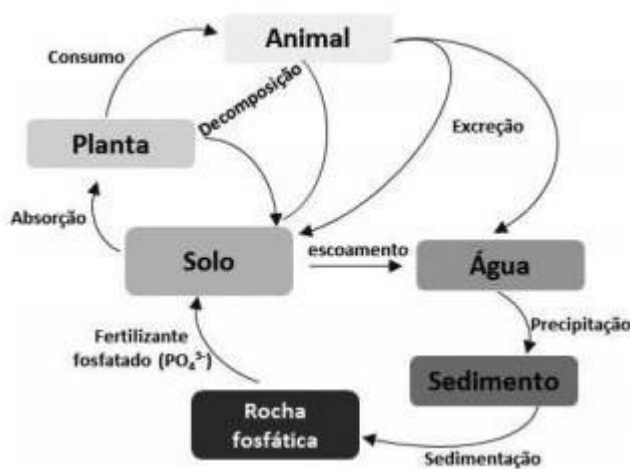 Animal
Consumo
Decomposição
Excreção
Planta
Absorção
Solo
escoamento
Água
Fertilizante
fosfatado (PO₄³⁻)
Precipitação
Sedimento
Rocha
fosfática
Sedimentação